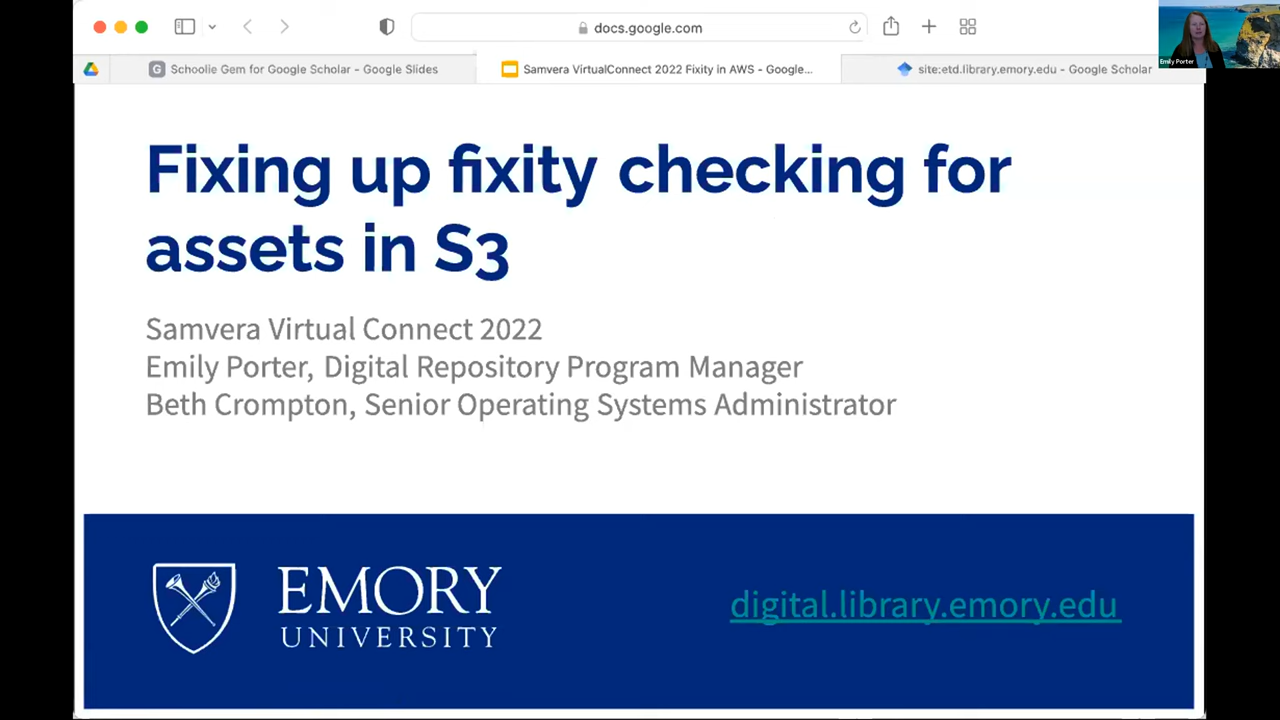 docs.google.com
Emily Porter
Schoolie Gem for Google Scholar - Google Slides
Samvera VirtualConnect 2022 Fixity in AWS - Google...
site:etd.library.emory.edu - Google Scholar
Fixing up fixity checking for
assets in S3
Samvera Virtual Connect 2022
Emily Porter, Digital Repository Program Manager
Beth Crompton, Senior Operating Systems Administrator
EMORY
UNIVERSITY
digital.library.emory.edu